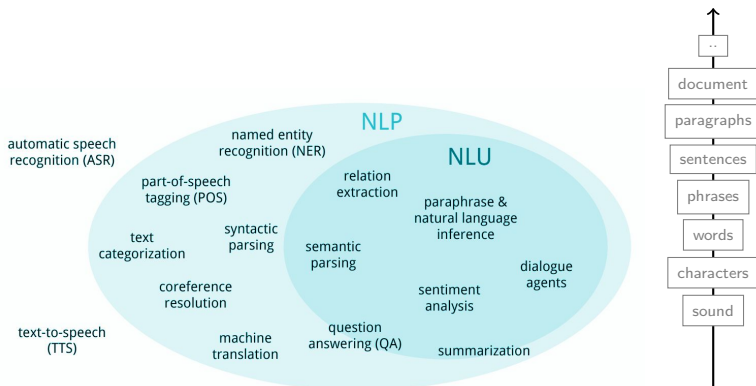 NLP
NLU
automatic speech
recognition (ASR)
named entity
recognition (NER)
part-of-speech
tagging (POS)
text
categorization
syntactic
parsing
coreference
resolution
text-to-speech
(TTS)
machine
translation
relation
extraction
paraphrase &
natural language
inference
semantic
parsing
dialogue
agents
sentiment
analysis
question
answering (QA)
summarization
..
document
paragraphs
sentences
phrases
words
characters
sound